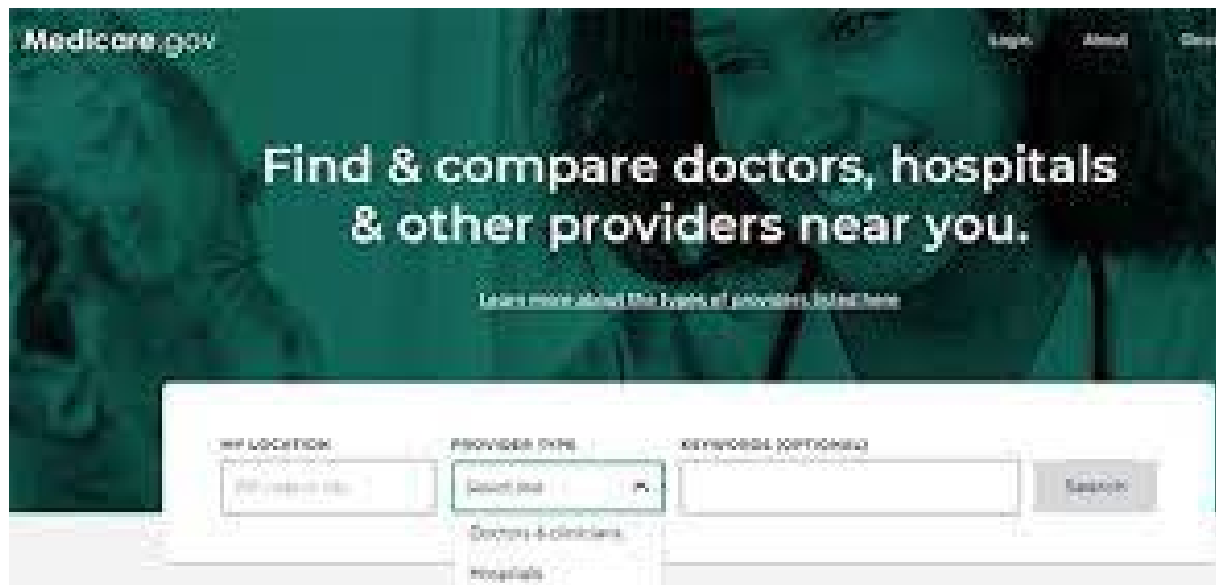 Medicare.gov
Login About
Find & compare doctors, hospitals
& other providers near you.
Learn more about the types of providers listed here
MY LOCATION PROVIDER TYPE KEYWORDS (OPTIONAL)
Select one Search
Doctors & clinicians
Hospitals